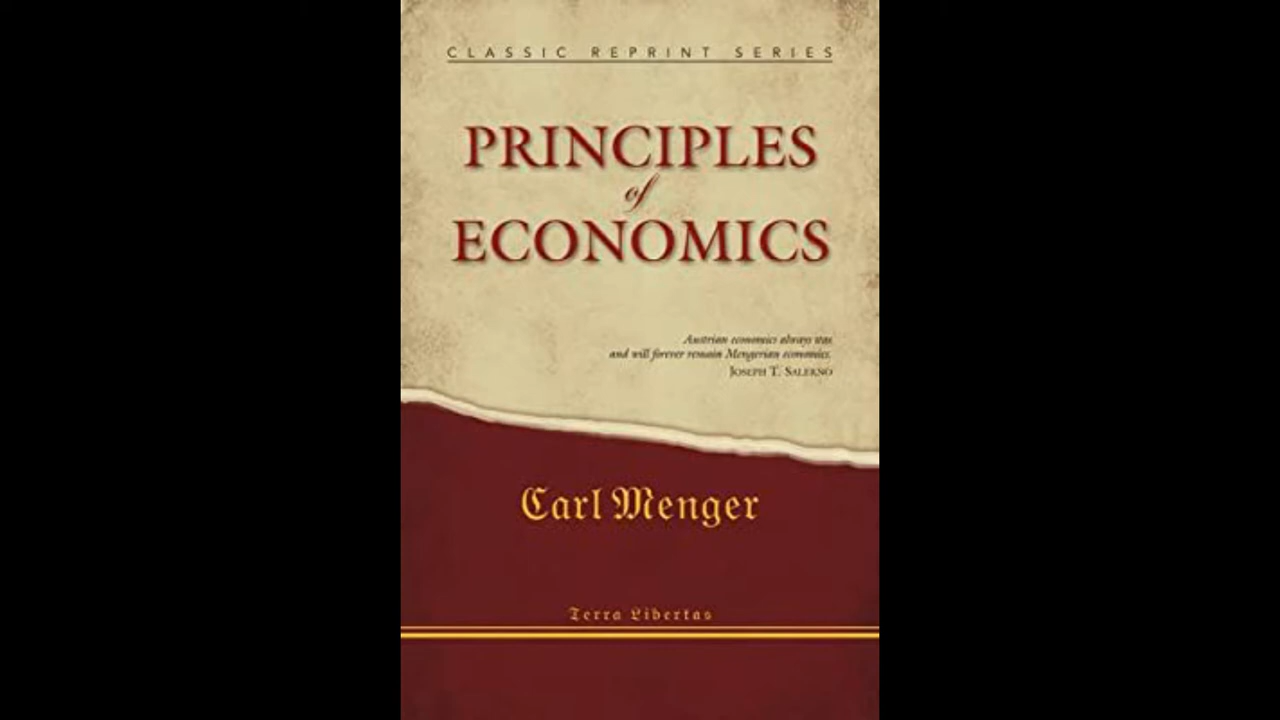 CLASSIC REPRINT SERIES
PRINCIPLES
of
ECONOMICS
Austrian economics always was
and will forever remain Mengerian economics.
JOSEPH T. SALERNO
Carl Menger
Terra Libertas